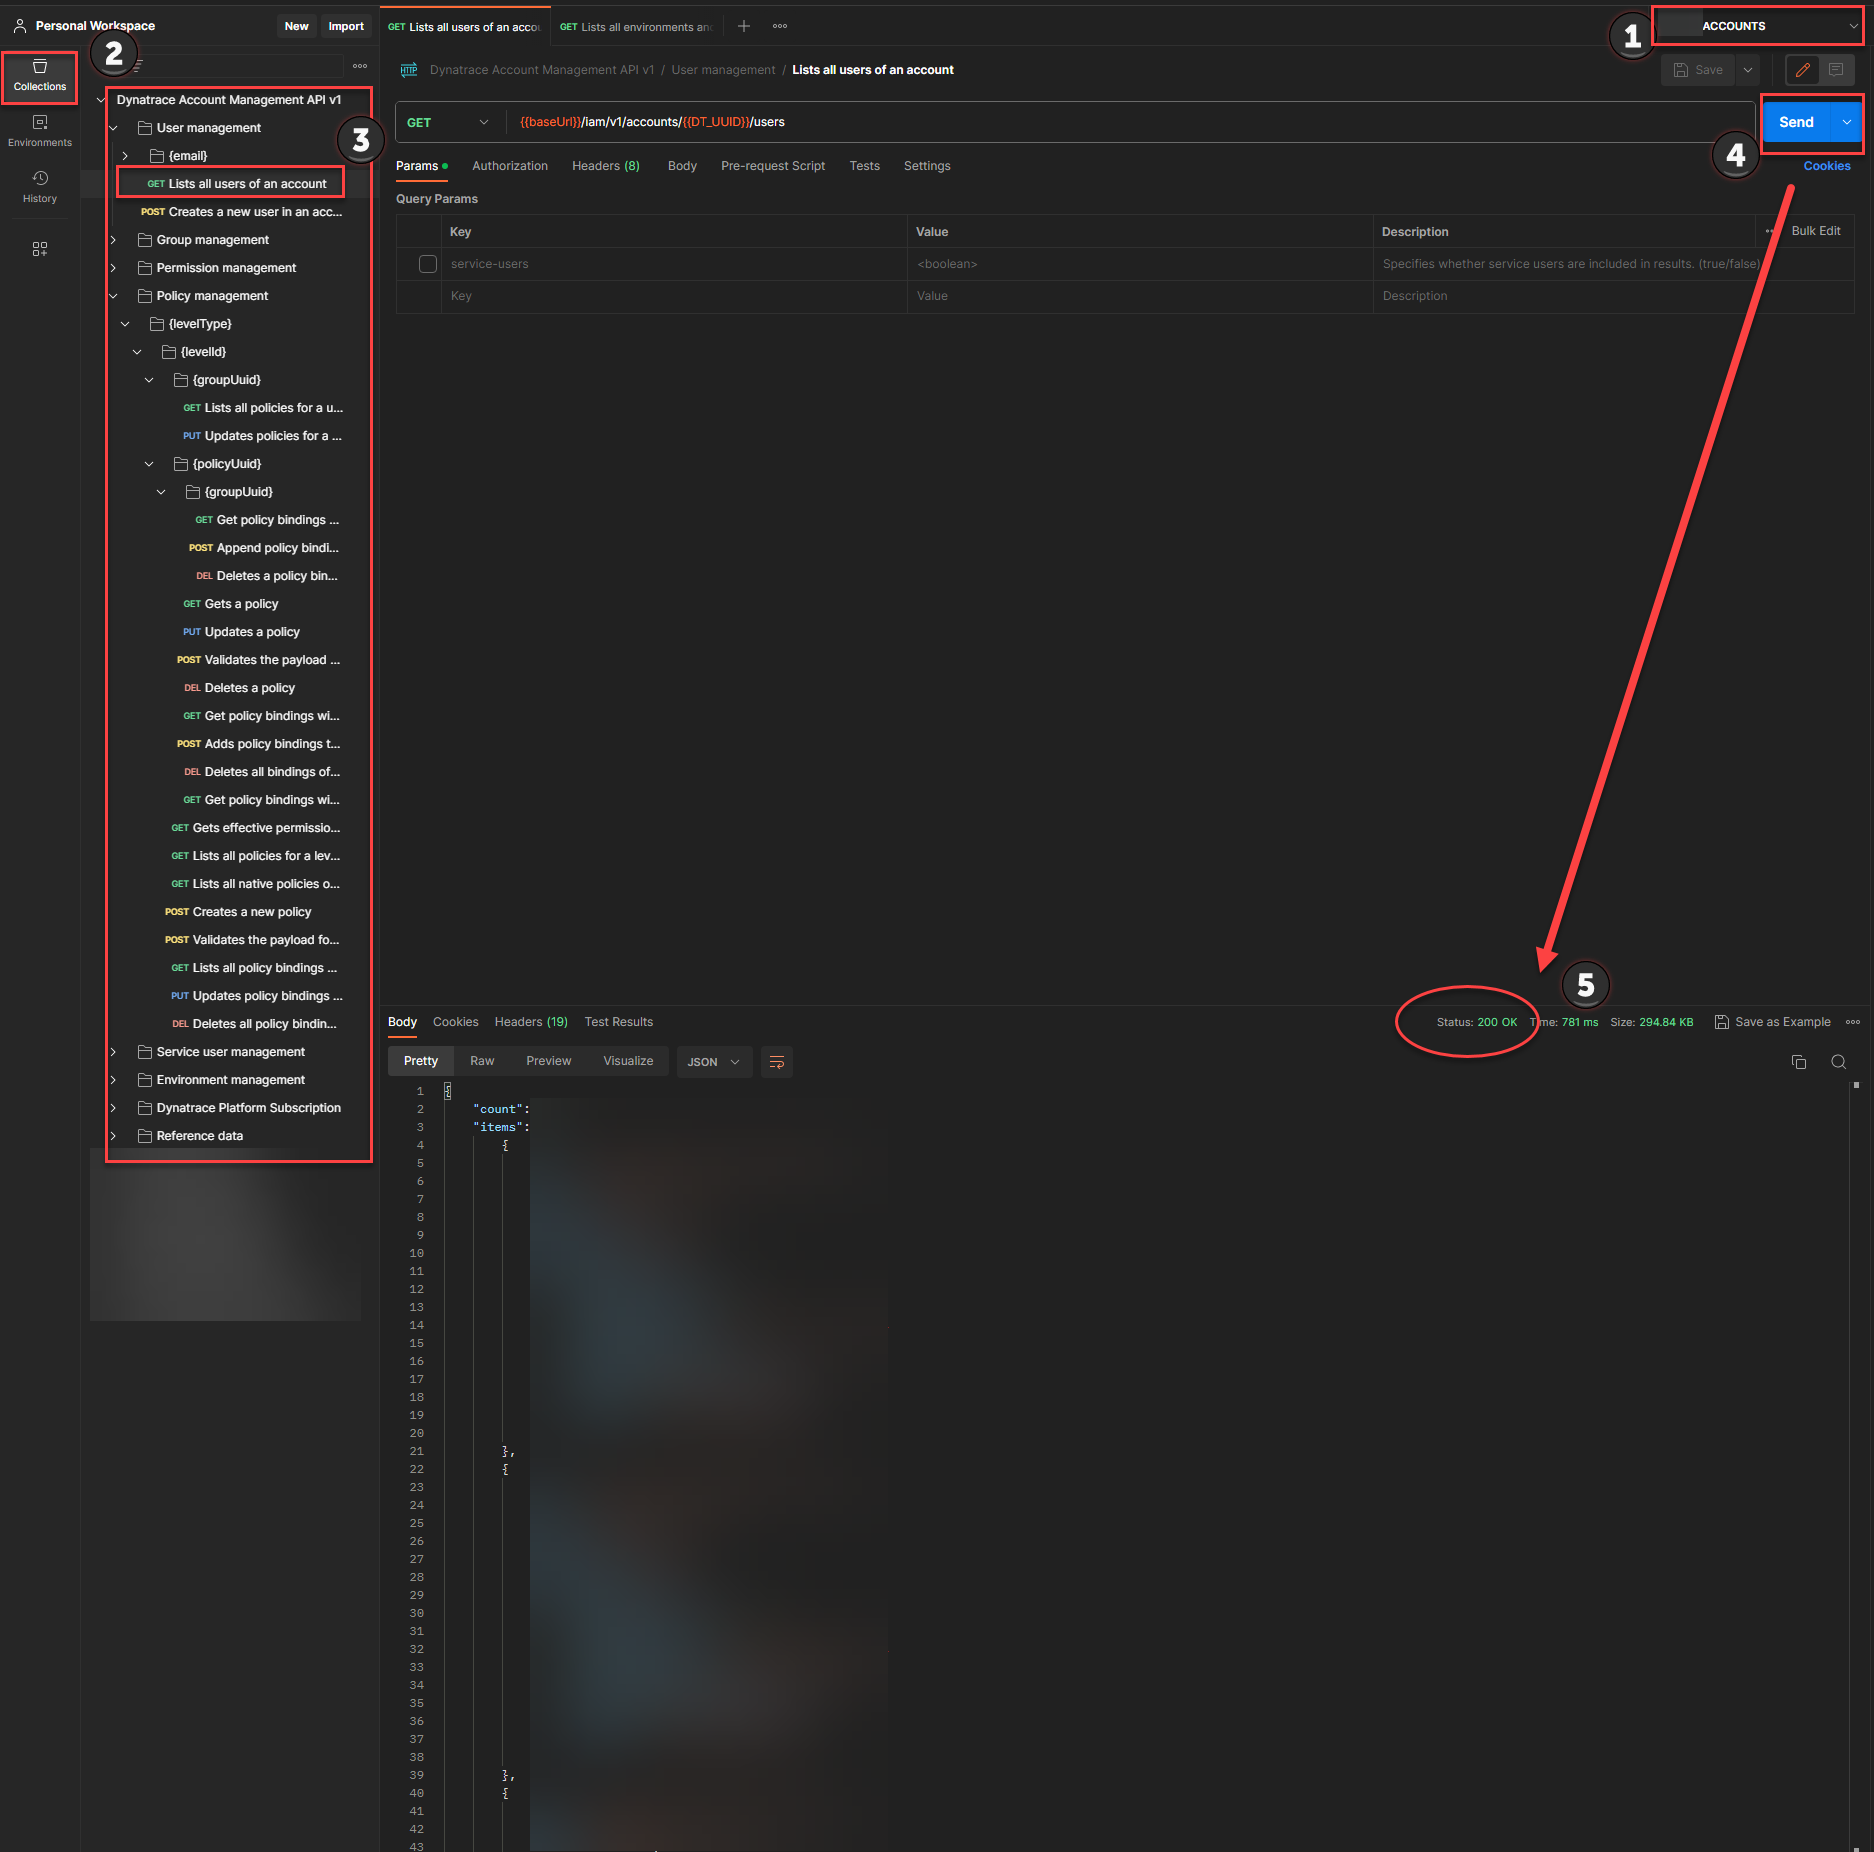 Personal Workspace
New
Import
GET Lists all users of an accou
GET Lists all environments an
ACCOUNTS
1
2
3
4
5
Collections
Environments
History
Dynatrace Account Management API v1
User management
{email}
GET Lists all users of an account
POST Creates a new user in an acc...
Group management
Permission management
Policy management
{levelType}
{levelId}
{groupUuid}
GET Lists all policies for a u...
PUT Updates policies for a ...
{policyUuid}
{groupUuid}
GET Get policy bindings ...
POST Append policy bindi...
DEL Deletes a policy bin...
GET Gets a policy
PUT Updates a policy
POST Validates the payload ...
DEL Deletes a policy
GET Get policy bindings wi...
POST Adds policy bindings t...
DEL Deletes all bindings of...
GET Get policy bindings wi...
GET Gets effective permissio...
GET Lists all policies for a lev...
GET Lists all native policies o...
POST Creates a new policy
POST Validates the payload fo...
GET Lists all policy bindings ...
PUT Updates policy bindings ...
DEL Deletes all policy bindin...
Service user management
Environment management
Dynatrace Platform Subscription
Reference data
HTTP Dynatrace Account Management API v1 / User management / Lists all users of an account
Save
GET {{baseUrl}}/iam/v1/accounts/{{DT_UUID}}/users
Send
Params Authorization Headers (8) Body Pre-request Script Tests Settings
Cookies
Query Params
Key Value Description Bulk Edit
service-users <boolean> Specifies whether service users are included in results. (true/false)
Key Value Description
Body Cookies Headers (19) Test Results
Status: 200 OK Time: 781 ms Size: 294.84 KB Save as Example
Pretty Raw Preview Visualize JSON
1 {
2 "count":
3 "items":
4 {
5
6
7
8
9
10
11
12
13
14
15
16
17
18
19
20
21 },
22 {
23
24
25
26
27
28
29
30
31
32
33
34
35
36
37
38
39 },
40 {
41
42
43